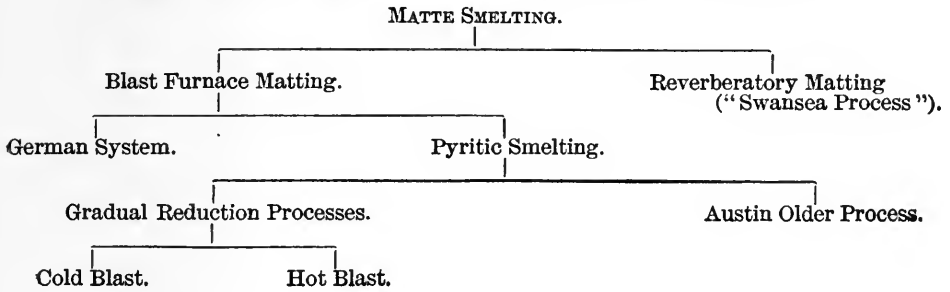 MATTE SMELTING.
Blast Furnace Matting. Reverberatory Matting
("Swansea Process").
German System. Pyritic Smelting.
Gradual Reduction Processes. Austin Older Process.
Cold Blast. Hot Blast.